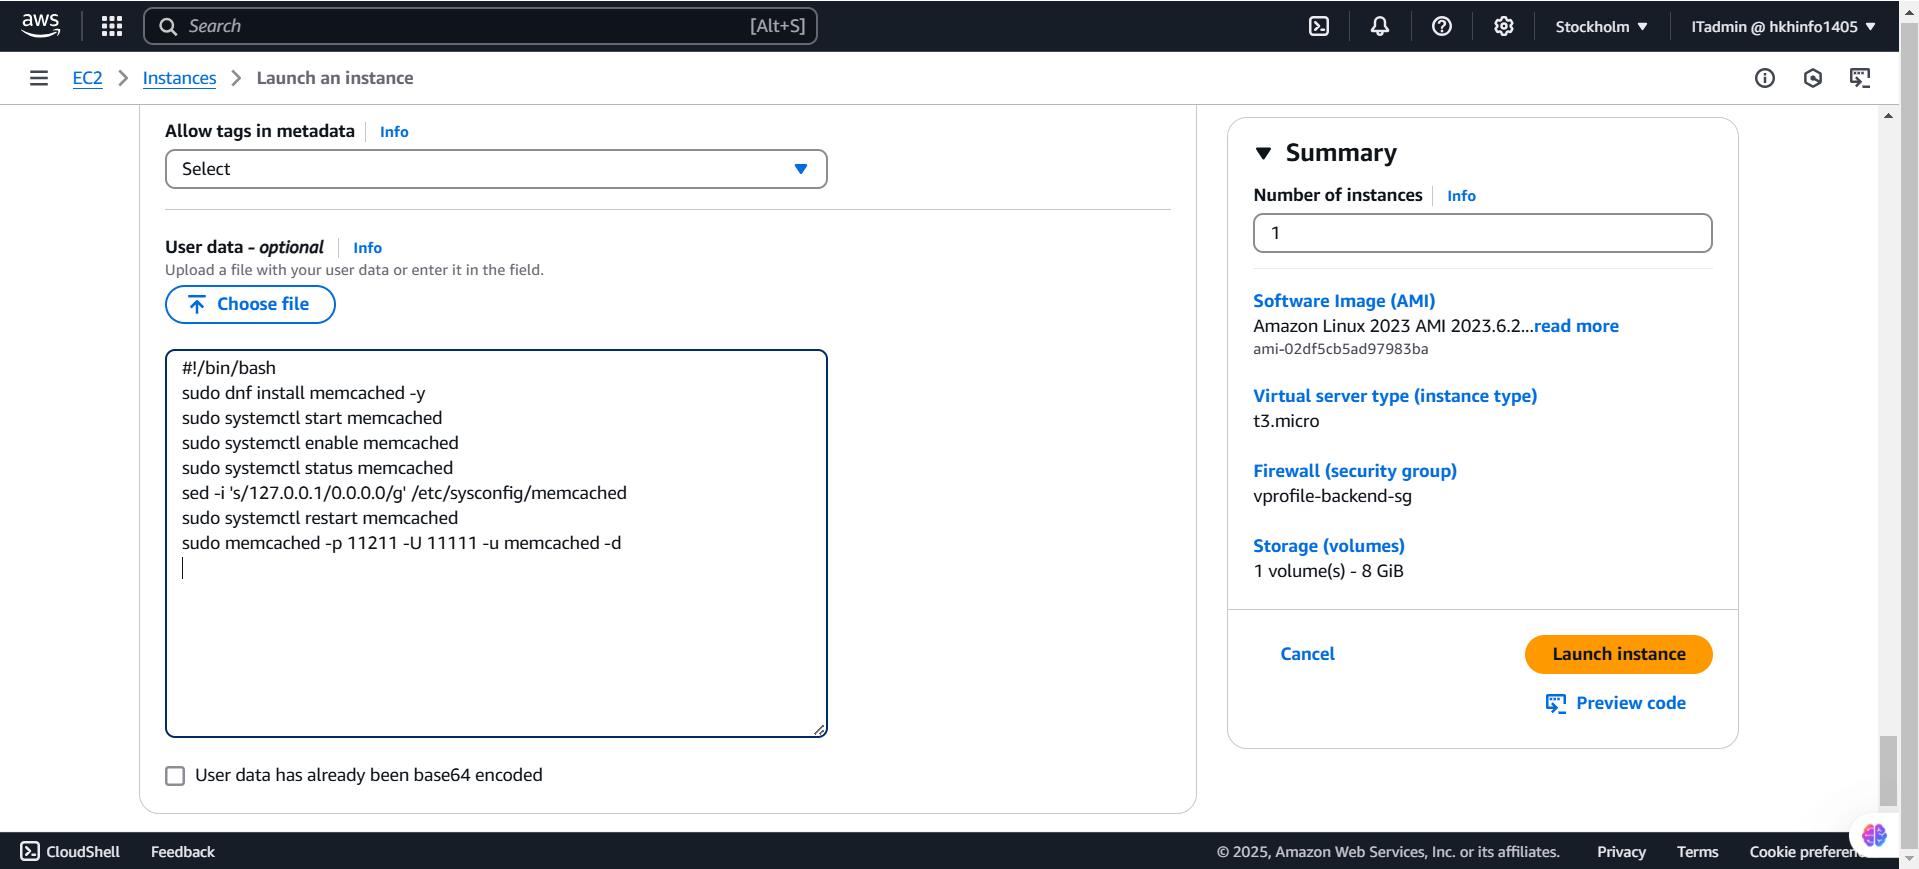 aws
Search [Alt+S]
Stockholm
ITadmin @ hkhinfo1405
EC2
Instances
Launch an instance
Allow tags in metadata Info
Select
User data - optional Info
Upload a file with your user data or enter it in the field.
Choose file
#!/bin/bash
sudo dnf install memcached -y
sudo systemctl start memcached
sudo systemctl enable memcached
sudo systemctl status memcached
sed -i 's/127.0.0.1/0.0.0.0/g' /etc/sysconfig/memcached
sudo systemctl restart memcached
sudo memcached -p 11211 -U 11111 -u memcached -d
User data has already been base64 encoded
Summary
Number of instances Info
1
Software Image (AMI)
Amazon Linux 2023 AMI 2023.6.2...read more
ami-02df5cb5ad97983ba
Virtual server type (instance type)
t3.micro
Firewall (security group)
vprofile-backend-sg
Storage (volumes)
1 volume(s) - 8 GiB
Cancel
Launch instance
Preview code
CloudShell
Feedback
© 2025, Amazon Web Services, Inc. or its affiliates.
Privacy
Terms
Cookie